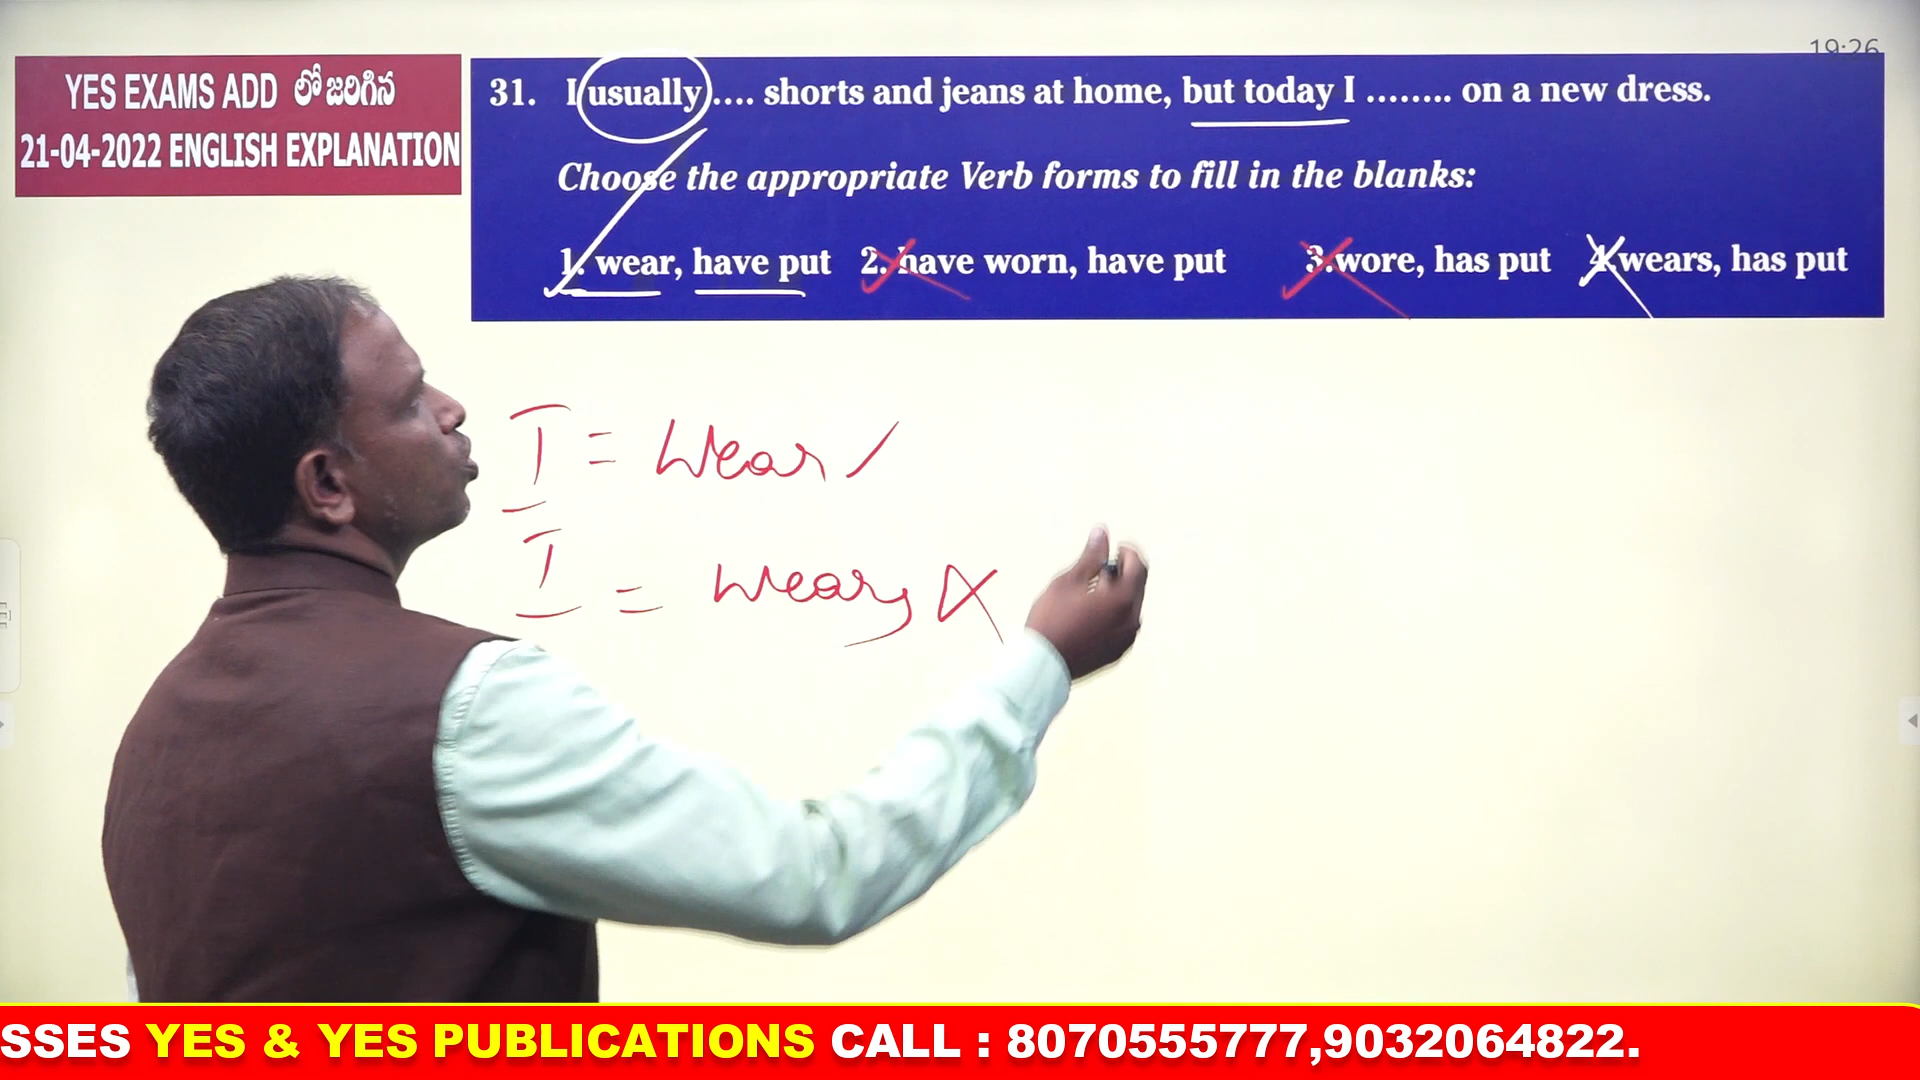 19:26
YES EXAMS ADD లో జరిగిన
21-04-2022 ENGLISH EXPLANATION
31. I usually .... shorts and jeans at home, but today I ........ on a new dress.
Choose the appropriate Verb forms to fill in the blanks:
1. wear, have put 2. have worn, have put 3. wore, has put 4. wears, has put
I = wear
I = wears
SSES YES & YES PUBLICATIONS CALL : 8070555777,9032064822.